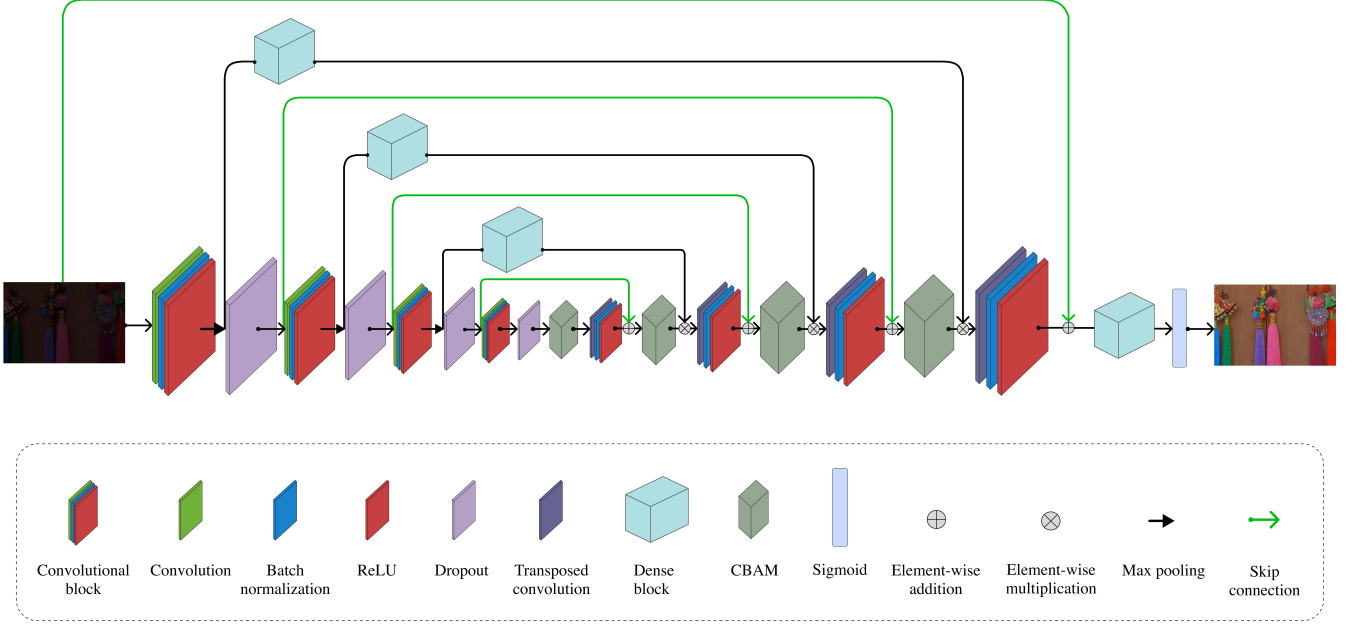 Convolutional
block
Convolution
Batch
normalization
ReLU
Dropout
Transposed
convolution
Dense
block
CBAM
Sigmoid
Element-wise
addition
Element-wise
multiplication
Max pooling
Skip
connection